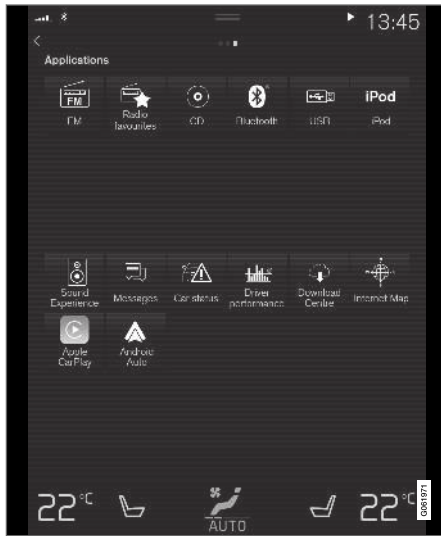 13:45
Applications
FM
iPod
FM
Radio
favourites
CD
Bluetooth
USB
iPod
Sound
Experience
Messages
Car status
Driver
performance
Download
Centre
Internet Map
Apple
CarPlay
Android
Auto
22°C
AUTO
22°C
G061971